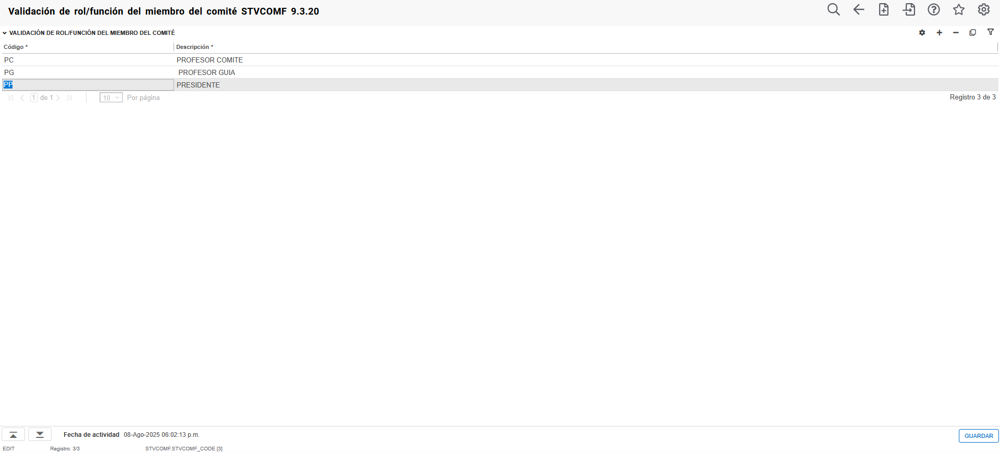 Validación de rol/función del miembro del comité STVCOMF 9.3.20
VALIDACIÓN DE ROL/FUNCIÓN DEL MIEMBRO DEL COMITÉ
Código * Descripción *
PC PROFESOR COMITE
PG PROFESOR GUIA
PP PRESIDENTE
1 de 1 10 Por página Registro 3 de 3
Fecha de actividad 08-Ago-2025 06:02:13 p.m. GUARDAR
EDIT Registro: 3/3 STVCOMF.STVCOMF_CODE [3]